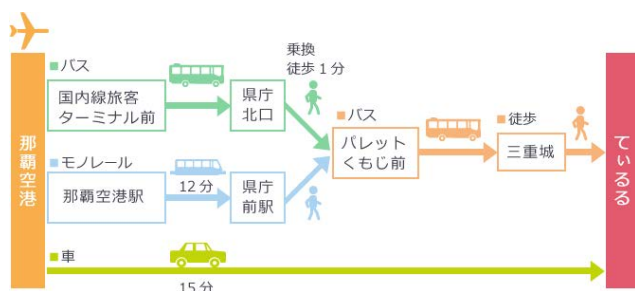 那覇空港
■バス
国内線旅客
ターミナル前
県庁
北口
乗換
徒歩1分
■モノレール
那覇空港駅
12分
県庁
前駅
■バス
パレット
くもじ前
■徒歩
三重城
■車
15分
てぃるる